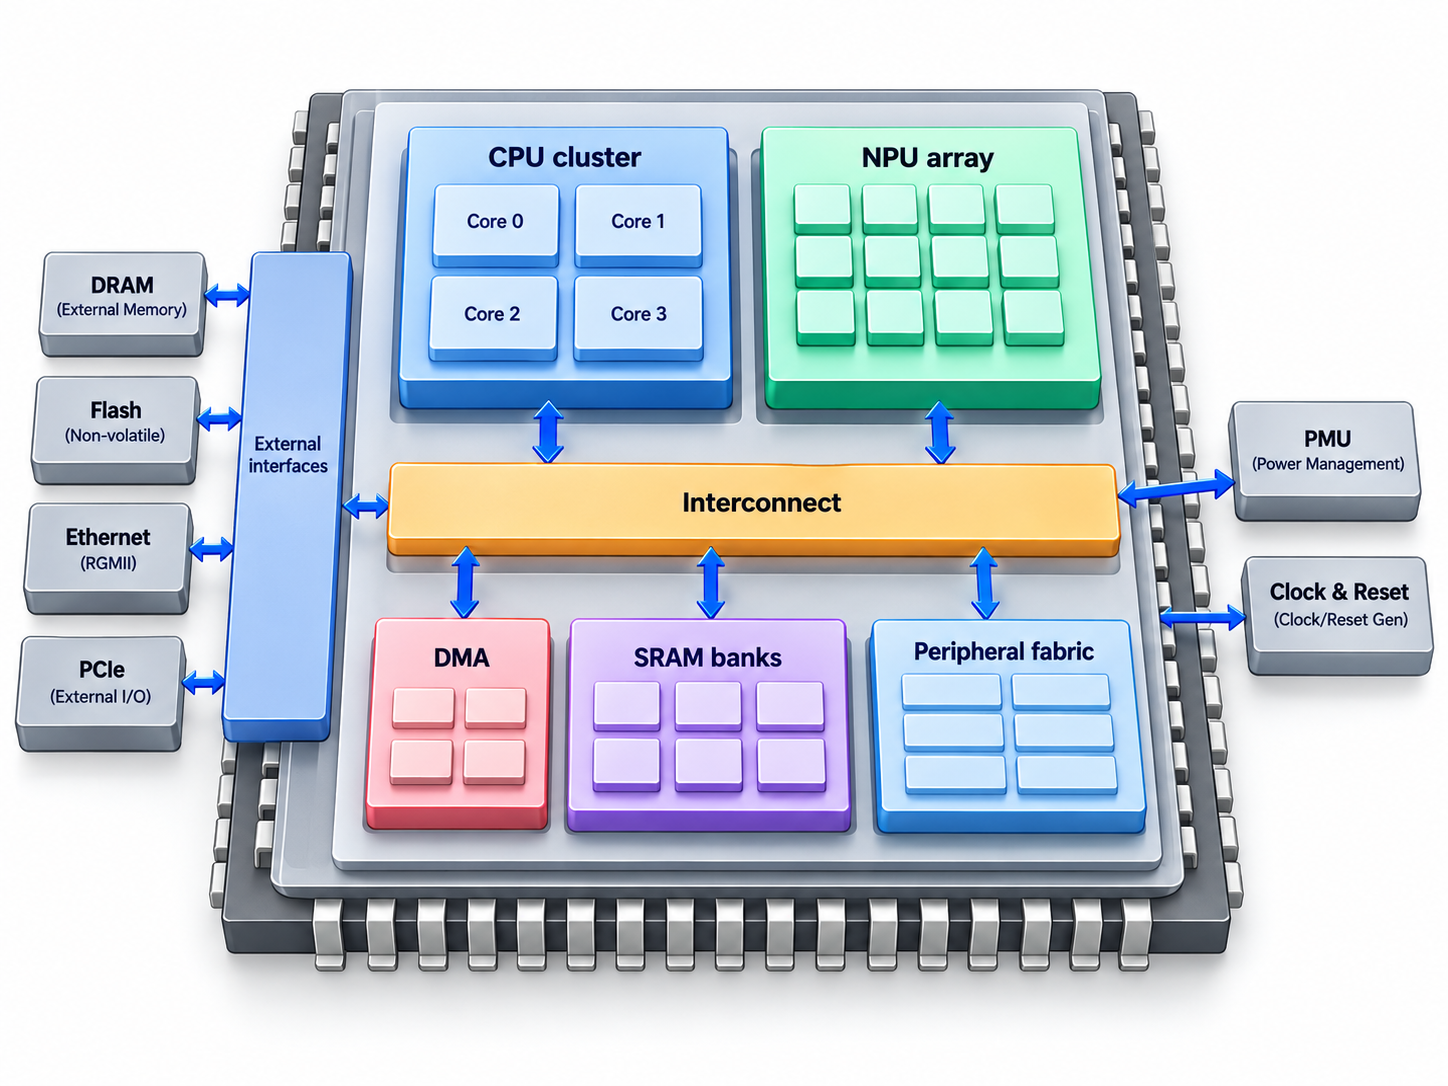 CPU cluster
Core 0
Core 1
Core 2
Core 3
NPU array
DRAM
(External Memory)
Flash
(Non-volatile)
Ethernet
(RGMII)
PCIe
(External I/O)
External
interfaces
Interconnect
PMU
(Power Management)
Clock & Reset
(Clock/Reset Gen)
DMA
SRAM banks
Peripheral fabric